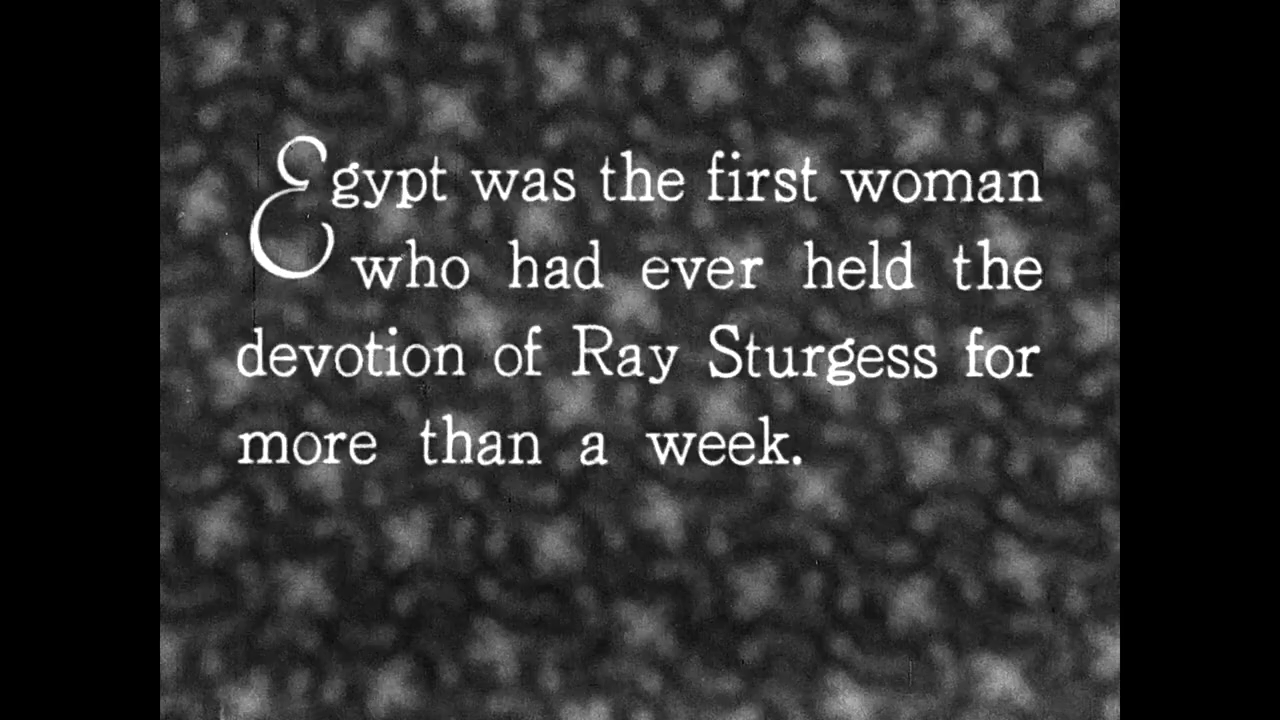 Egypt was the first woman
who had ever held the
devotion of Ray Sturgess for
more than a week.